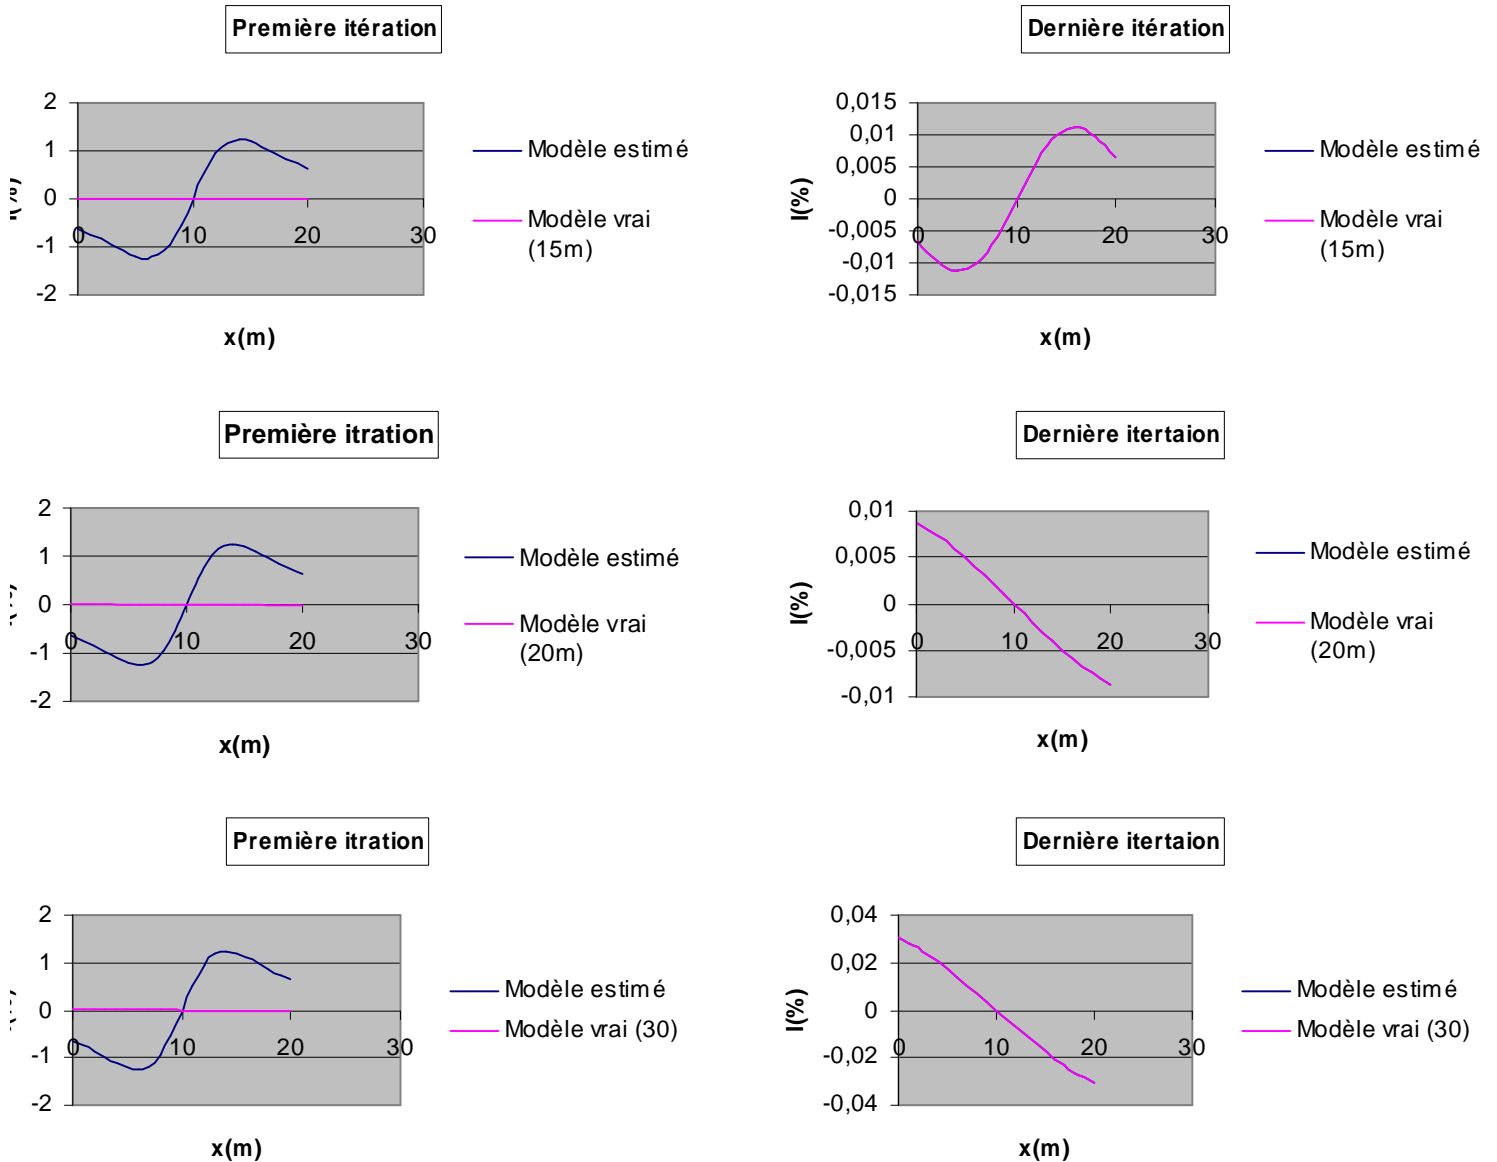 Première itération
2
1
0
-1
-2
0
10
20
30
I(%)
x(m)
Modèle estimé
Modèle vrai
(15m)
Dernière itération
0,015
0,01
0,005
0
-0,005
-0,01
-0,015
0
10
20
30
I(%)
x(m)
Modèle estimé
Modèle vrai
(15m)
Première itration
2
1
0
-1
-2
0
10
20
30
x(m)
Modèle estimé
Modèle vrai
(20m)
Dernière itertaion
0,01
0,005
0
-0,005
-0,01
0
10
20
30
I(%)
x(m)
Modèle estimé
Modèle vrai
(20m)
Première itration
2
1
0
-1
-2
0
10
20
30
x(m)
Modèle estimé
Modèle vrai (30)
Dernière itertaion
0,04
0,02
0
-0,02
-0,04
0
10
20
30
I(%)
x(m)
Modèle estimé
Modèle vrai (30)